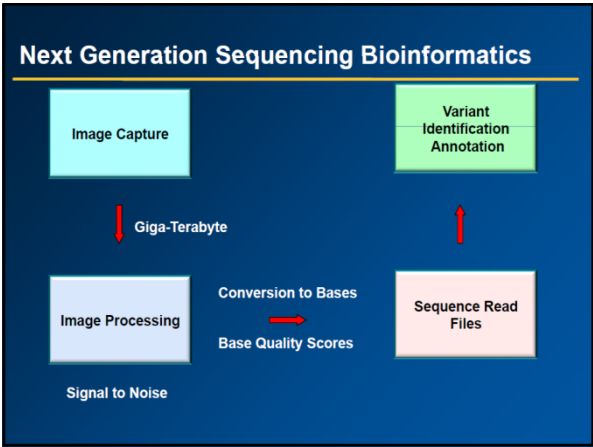 Next Generation Sequencing Bioinformatics
Image Capture
Giga-Terabyte
Image Processing
Signal to Noise
Conversion to Bases
Base Quality Scores
Sequence Read
Files
Variant
Identification
Annotation